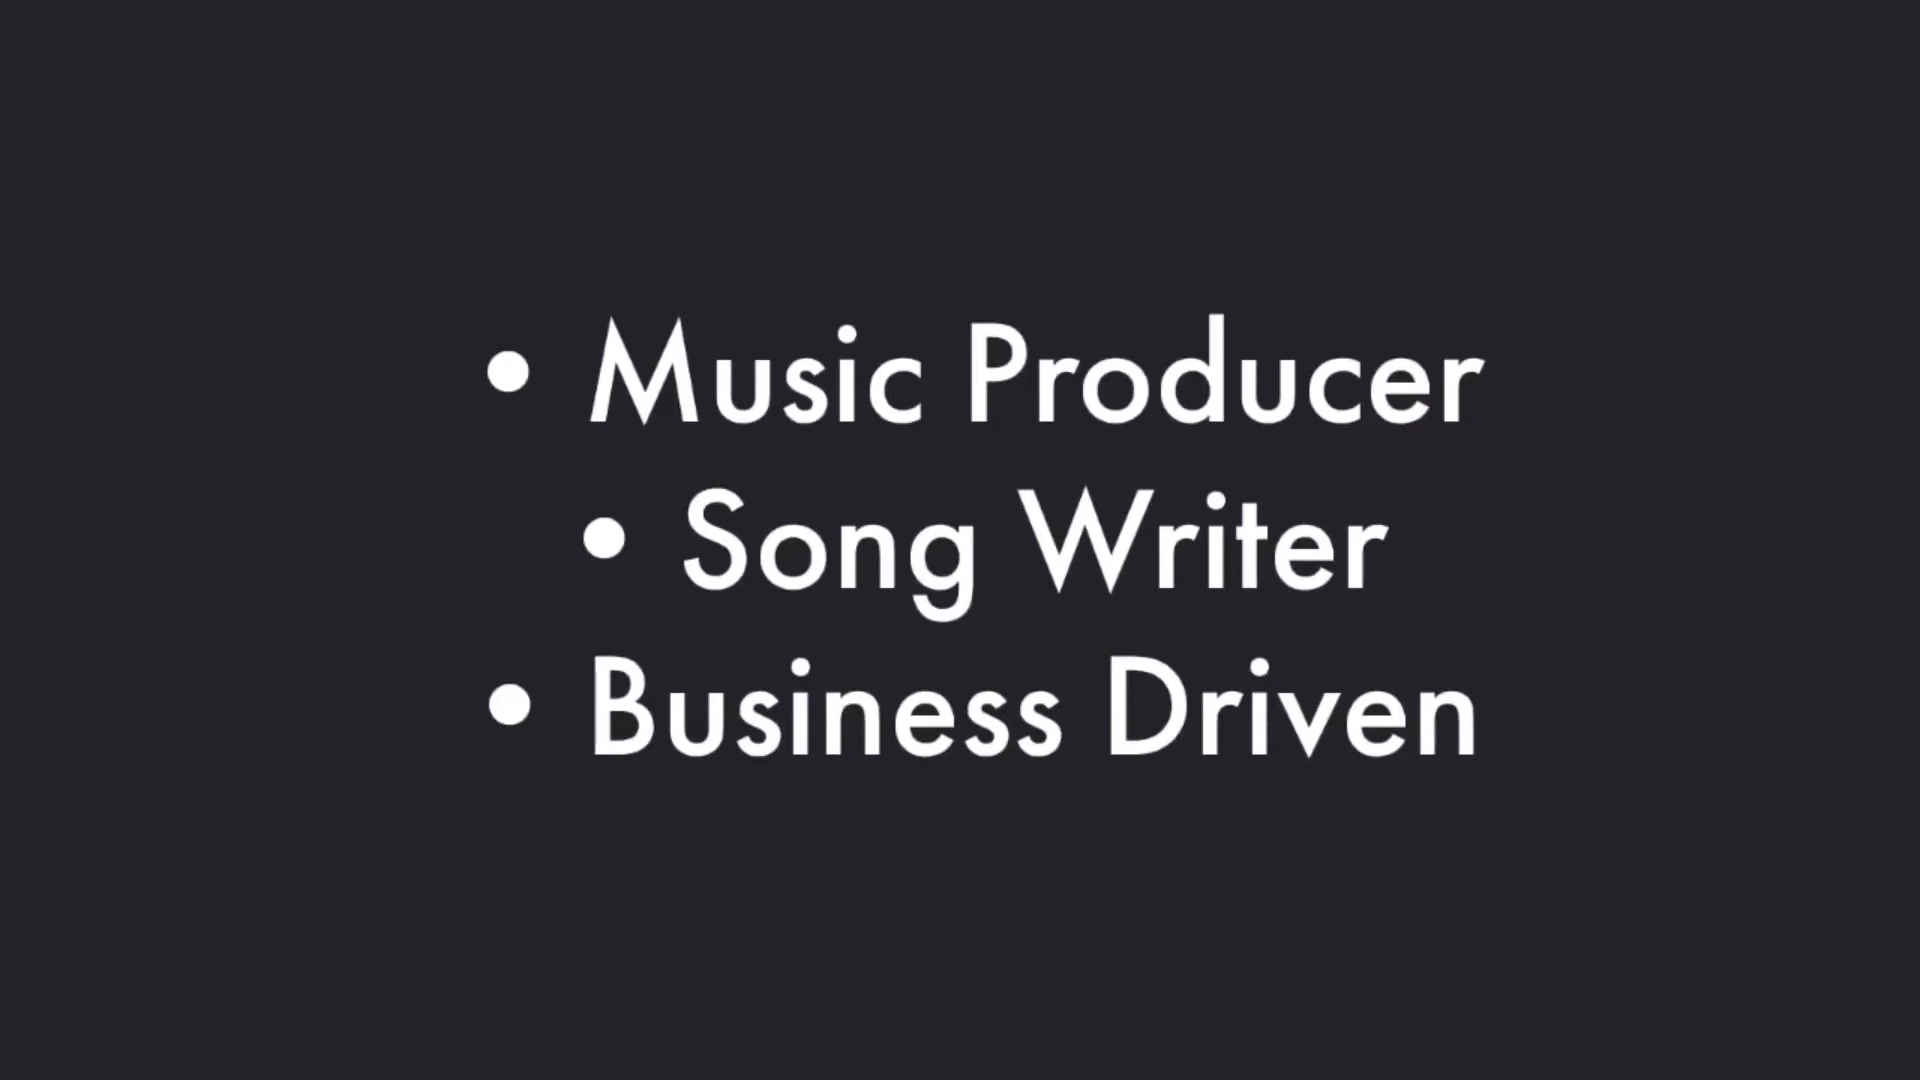 • Music Producer
• Song Writer
• Business Driven